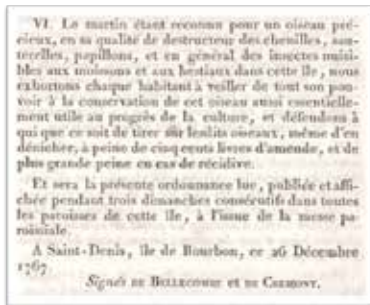 VI. Le martin étant reconnu pour un oiseau pré-
cieux, en sa qualité de destructeur des chenilles, sau-
terelles, papillons, et en général des insectes nuisi-
bles aux moissons et aux bestiaux dans cette île, nous
exhortons chaque habitant à veiller de tout son pou-
voir à la conservation de cet oiseau aussi essentielle-
ment utile au progrès de la culture, et défendons à
qui que ce soit de tirer sur lesdits oiseaux, même d'en
dénicher, à peine de cinq cents livres d'amende, et de
plus grande peine en cas de récidive.
Et sera la présente ordonnance lue, publiée et affi-
chée pendant trois dimanches consécutifs dans toutes
les paroisses de cette île, à l'issue de la messe pa-
roissiale.
A Saint-Denis, île de Bourbon, ce 26 Décembre
1767.
Signés DE BELLECOMBE et DE CREMONT.